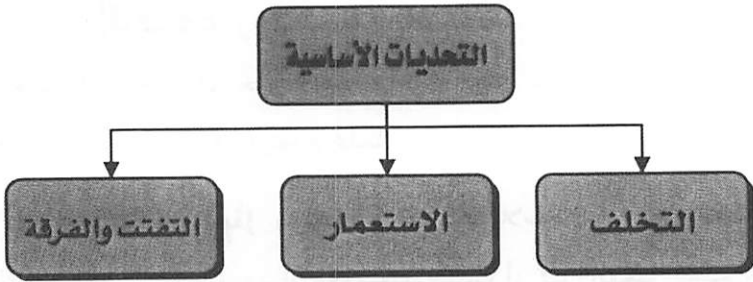 التحديات الأساسية
التخلف
الاستعمار
التفتت والفرقة